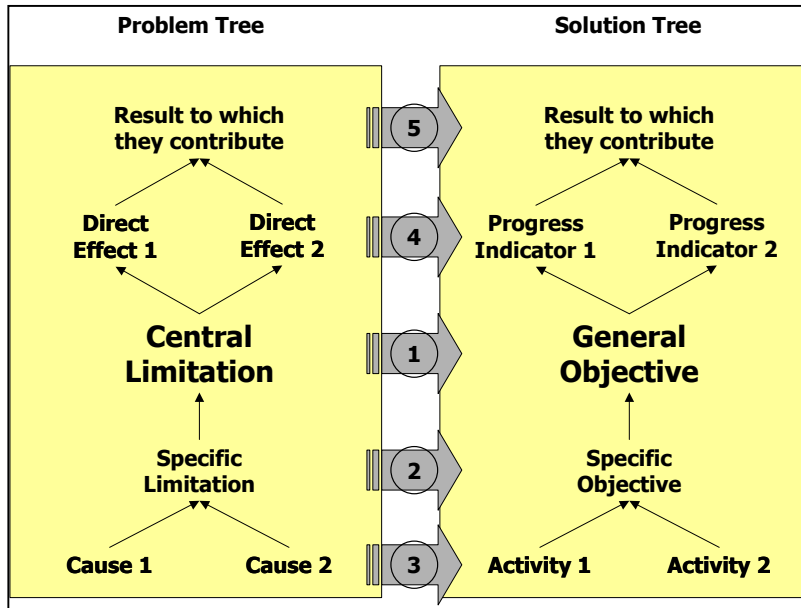 Problem Tree
Solution Tree
Result to which
they contribute
5
Result to which
they contribute
Direct
Effect 1
Direct
Effect 2
4
Progress
Indicator 1
Progress
Indicator 2
Central
Limitation
1
General
Objective
Specific
Limitation
2
Specific
Objective
Cause 1
Cause 2
3
Activity 1
Activity 2